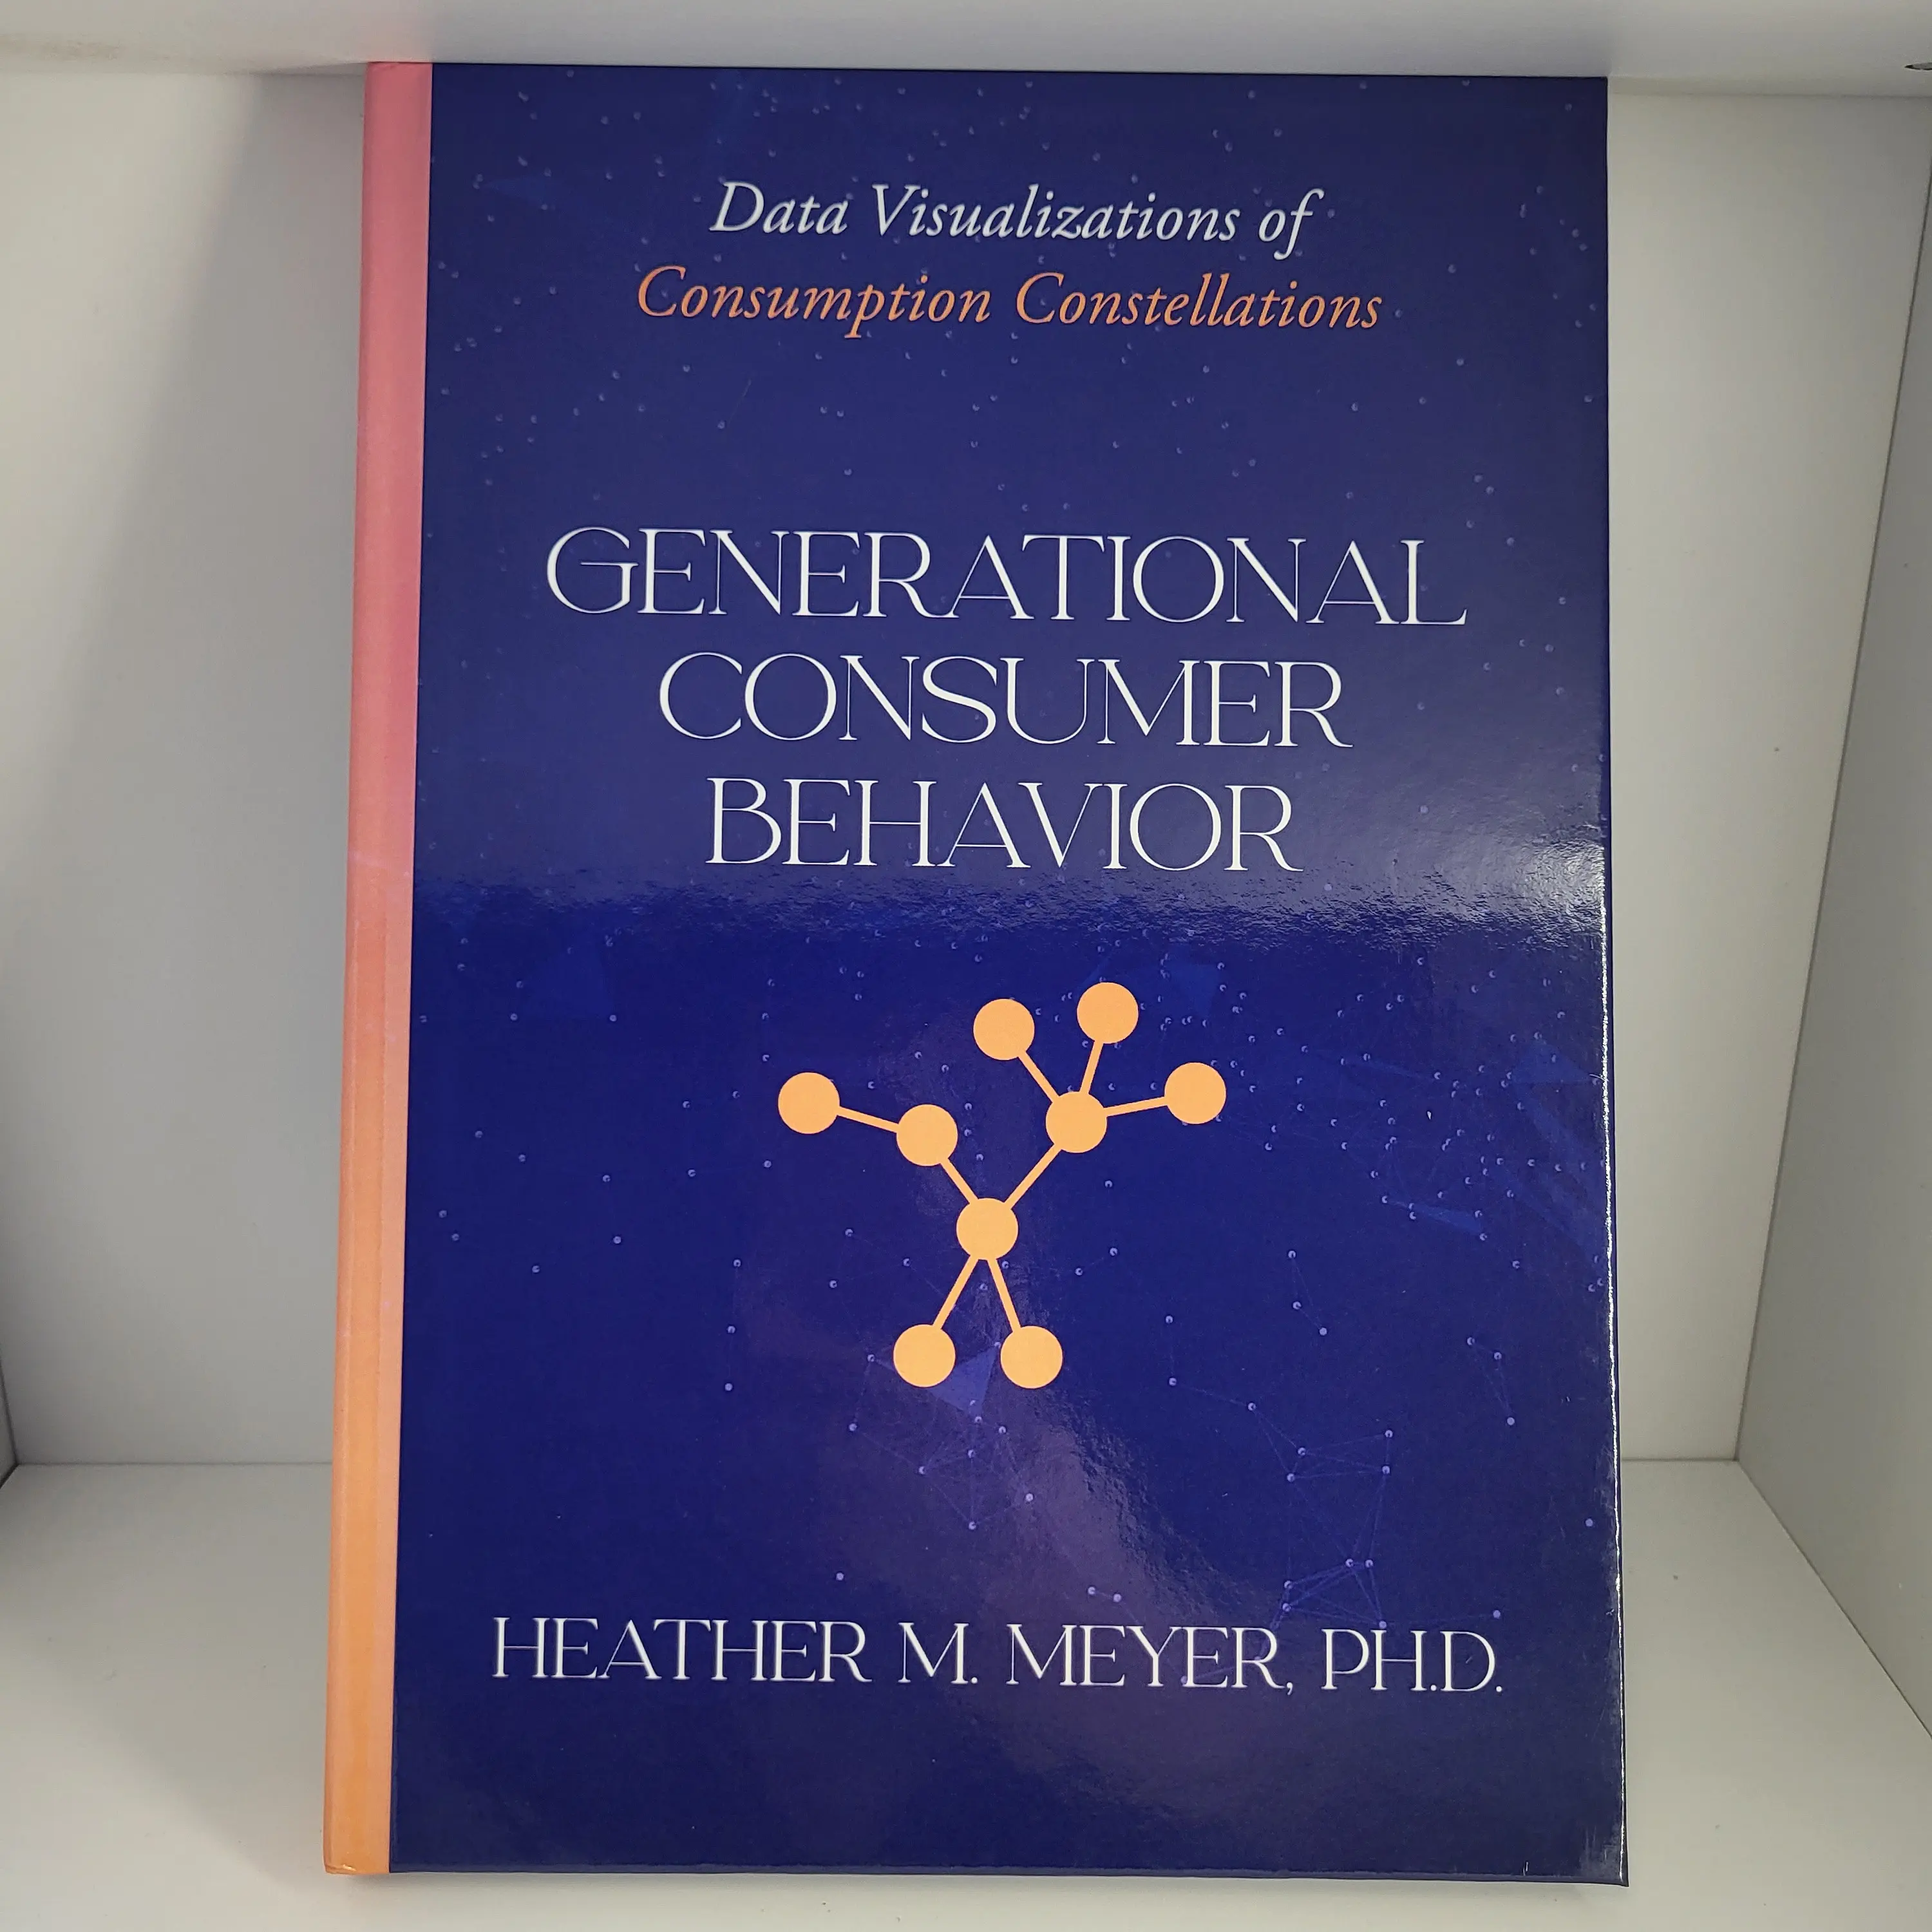 Data Visualizations of
Consumption Constellations
GENERATIONAL
CONSUMER
BEHAVIOR
HEATHER M. MEYER, PH.D.